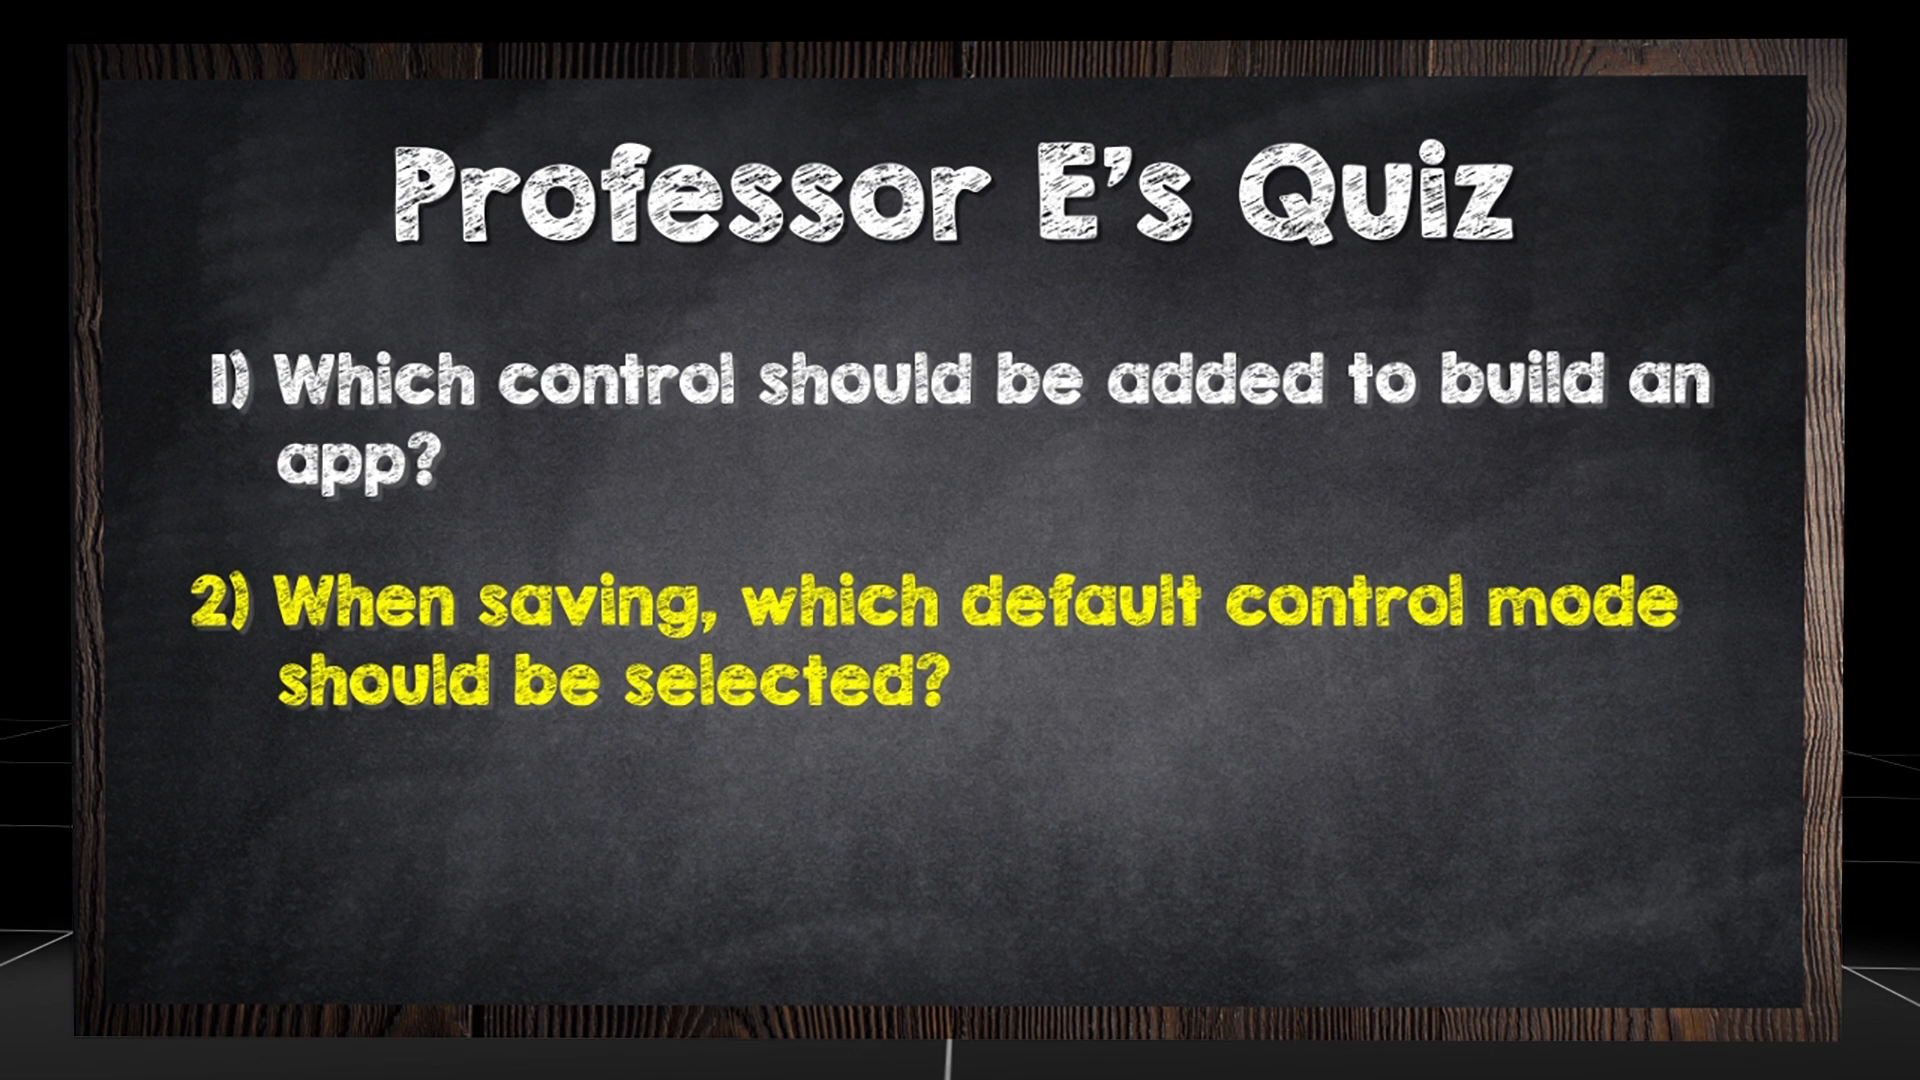 Professor E's Quiz
1) Which control should be added to build an
app?
2) When saving, which default control mode
should be selected?